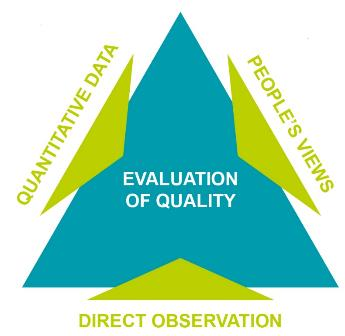 QUANTITATIVE DATA
PEOPLE'S VIEWS
EVALUATION
OF QUALITY
DIRECT OBSERVATION